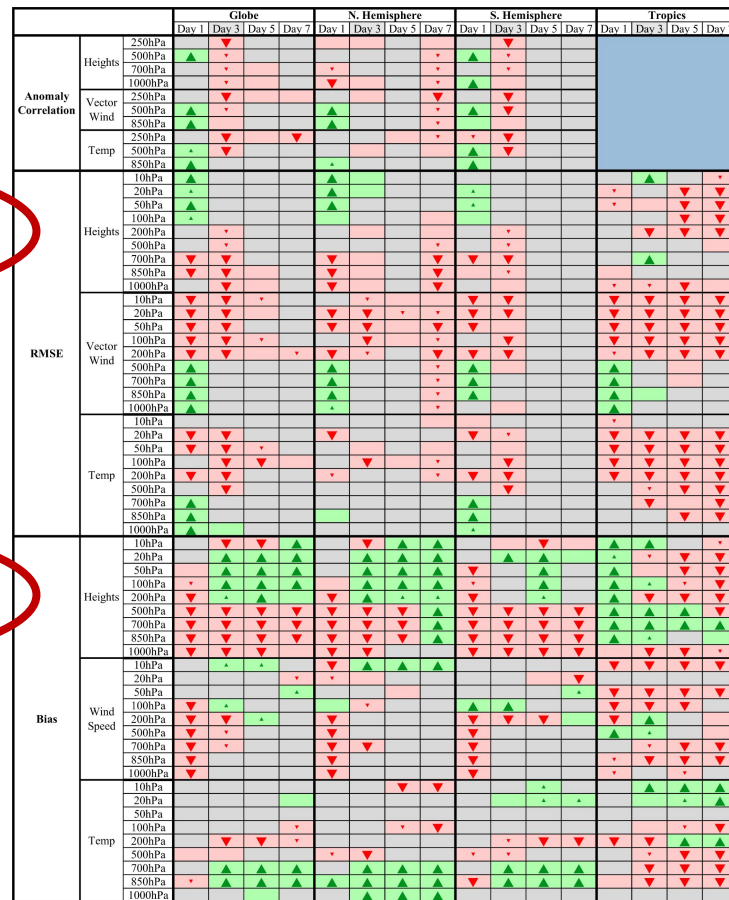 Globe N. Hemisphere S. Hemisphere Tropics
Day 1 Day 3 Day 5 Day 7 Day 1 Day 3 Day 5 Day 7 Day 1 Day 3 Day 5 Day 7 Day 1 Day 3 Day 5 Day
Anomaly Correlation
Heights
250hPa
500hPa
700hPa
1000hPa
Vector Wind
250hPa
500hPa
850hPa
Temp
250hPa
500hPa
850hPa
RMSE
Heights
10hPa
20hPa
50hPa
100hPa
200hPa
500hPa
700hPa
850hPa
1000hPa
Vector Wind
10hPa
20hPa
50hPa
100hPa
200hPa
500hPa
700hPa
850hPa
1000hPa
Temp
10hPa
20hPa
50hPa
100hPa
200hPa
500hPa
700hPa
850hPa
1000hPa
Bias
Heights
10hPa
20hPa
50hPa
100hPa
200hPa
500hPa
700hPa
850hPa
1000hPa
Wind Speed
10hPa
20hPa
50hPa
100hPa
200hPa
500hPa
700hPa
850hPa
1000hPa
Temp
10hPa
20hPa
50hPa
100hPa
200hPa
500hPa
700hPa
850hPa
1000hPa